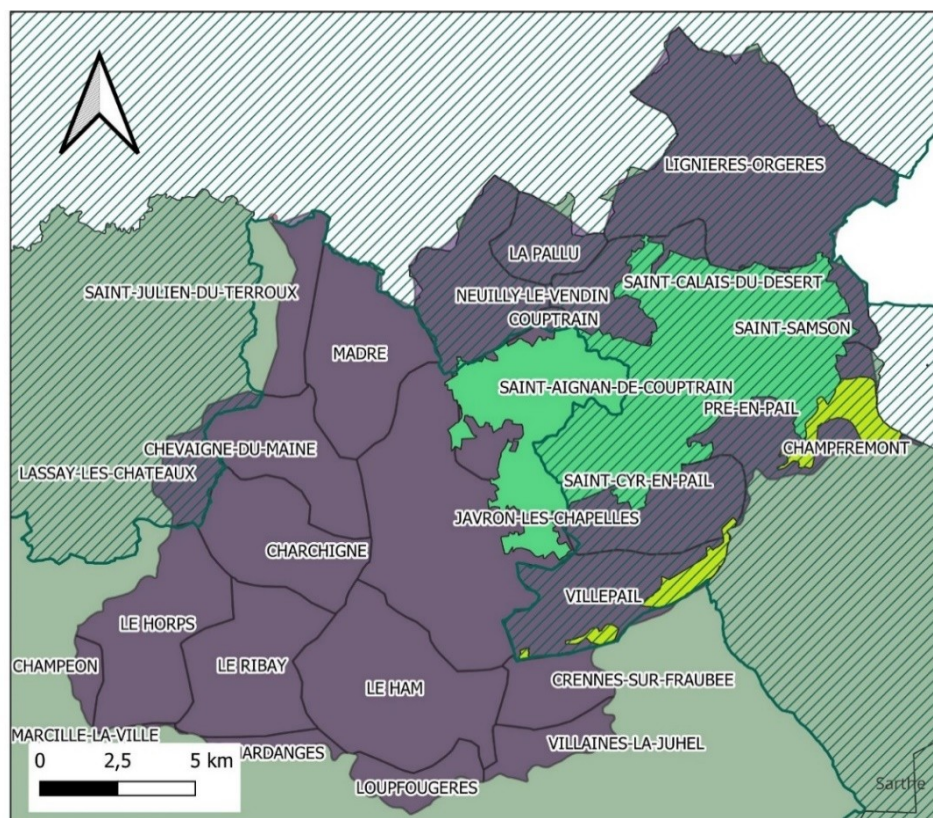 LIGNIERES-ORGERES
LA PALLU
SAINT-CALAIS-DU-DESERT
SAINT-JULIEN-DU-TERROUX
NEUILLY-LE-VENDIN
COUPTRAIN
SAINT-SAMSON
MADRE
SAINT-AIGNAN-DE-COUPTRAIN
PRE-EN-PAIL
CHEVAIGNE-DU-MAINE
CHAMPFREMONT
LASSAY-LES-CHATEAUX
SAINT-CYR-EN-PAIL
JAVRON-LES-CHAPELLES
CHARCHIGNE
VILLEPAIL
LE HORPS
CHAMPEON
LE RIBAY
CRENNES-SUR-FRAUBEE
LE HAM
MARCILLE-LA-VILLE
VILLAINES-LA-JUHEL
ARDANGES
0 2,5 5 km
LOUPFOUGERES
Sarthe